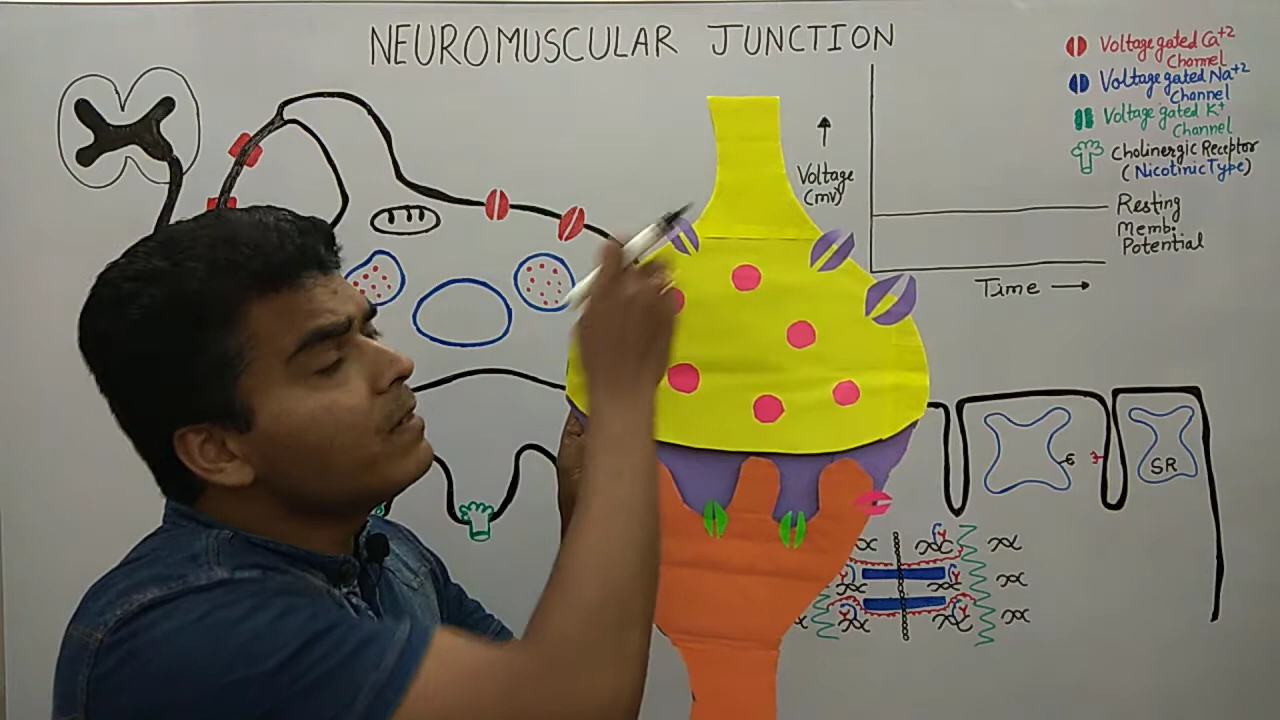 NEUROMUSCULAR JUNCTION
Voltage gated Ca+2
Channel
Voltage gated Na+2
Channel
Voltage gated K+
Channel
Cholinergic Receptor
(Nicotinic Type)
Voltage
(mv)
Resting
Memb.
Potential
Time
SR